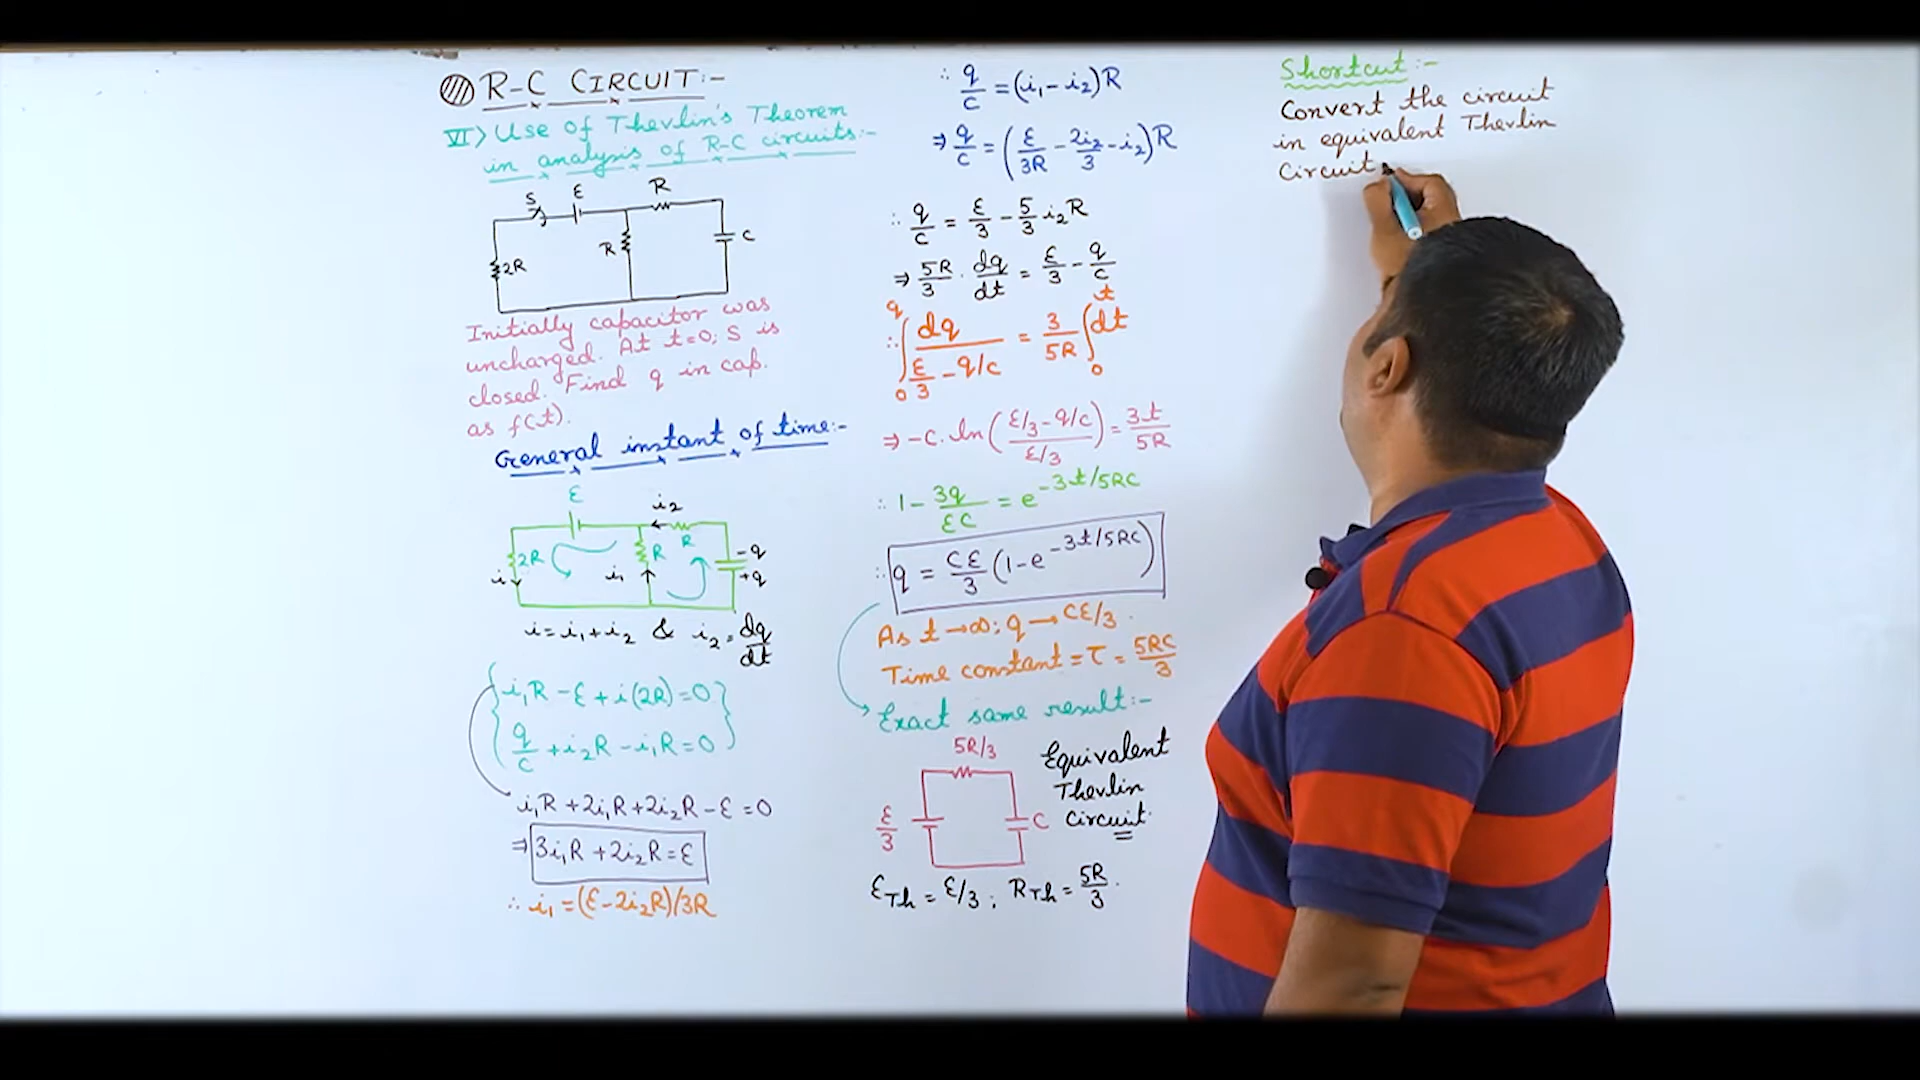 R-C CIRCUIT:-
VI) Use of Thevlin's Theorem
in analysis of R-C circuits:-
S ε R
2R R C
Initially capacitor was
uncharged. At t=0; S is
closed. Find q in cap.
as f(t).
General instant of time:-
ε i₂
2R R R -q
i i₁ +q
i=i₁+i₂ & i₂=dq/dt
i₁R-ε+i(2R)=0
q/c+i₂R-i₁R=0
i₁R+2i₁R+2i₂R-ε=0
⇒ 3i₁R+2i₂R=ε
∴ i₁=(ε-2i₂R)/3R
∴ q/c=(i₁-i₂)R
⇒ q/c=(ε/3R-2i₂/3-i₂)R
∴ q/c=ε/3-5/3 i₂R
⇒ 5R/3 . dq/dt=ε/3-q/c
∴ ∫₀^q dq/(ε/3-q/c)=3/5R ∫₀^t dt
⇒ -C.ln((ε/3-q/c)/(ε/3))=3t/5R
∴ 1-3q/εC=e^-3t/5RC
∴ q=Cε/3(1-e^-3t/5RC)
As t→∞; q→Cε/3.
Time constant=τ=5RC/3
Exact same result:-
5R/3
ε/3 C
Equivalent
Thevlin
Circuit.
εTh=ε/3; RTh=5R/3.
Shortcut:-
Convert the circuit
in equivalent Thevlin
Circuit